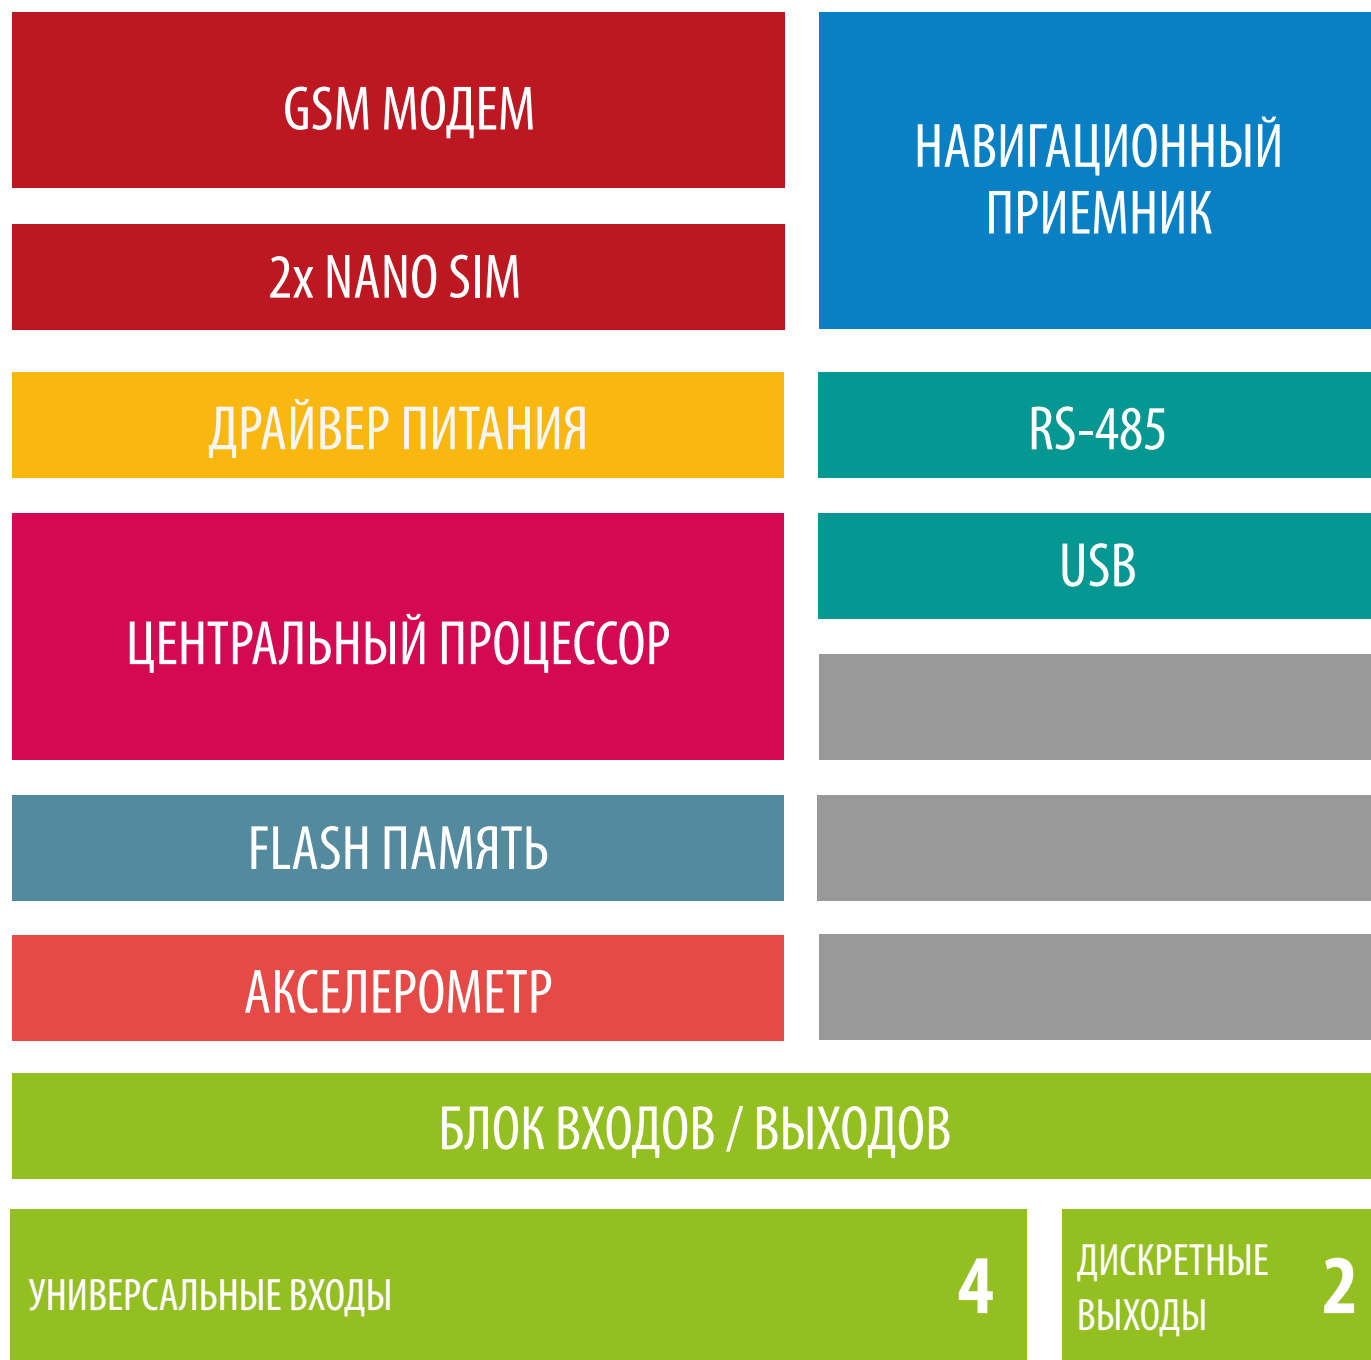 GSM МОДЕМ
НАВИГАЦИОННЫЙ
ПРИЕМНИК
2x NANO SIM
ДРАЙВЕР ПИТАНИЯ
RS-485
ЦЕНТРАЛЬНЫЙ ПРОЦЕССОР
USB
FLASH ПАМЯТЬ
АКСЕЛЕРОМЕТР
БЛОК ВХОДОВ / ВЫХОДОВ
УНИВЕРСАЛЬНЫЕ ВХОДЫ 4
ДИСКРЕТНЫЕ
ВЫХОДЫ 2